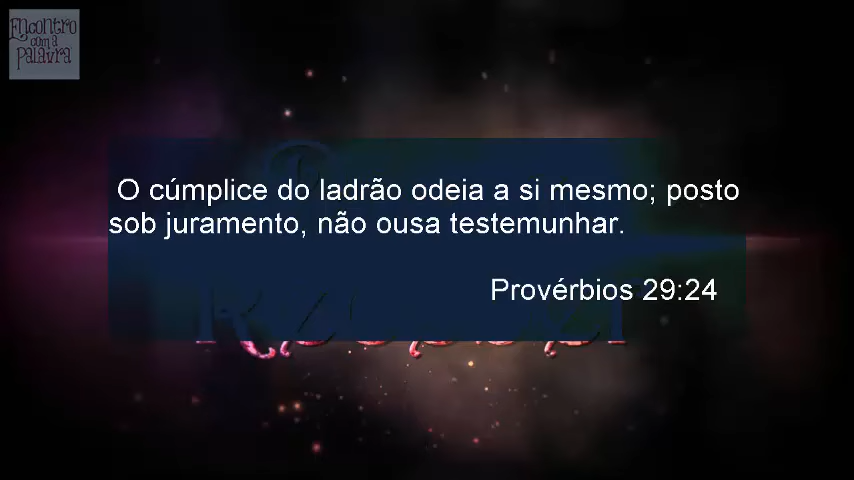 Encontro
com a
Palavra
O cúmplice do ladrão odeia a si mesmo; posto
sob juramento, não ousa testemunhar.
Provérbios 29:24